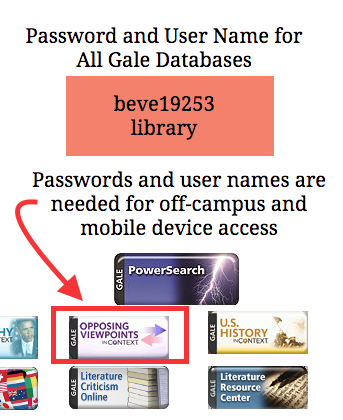 Password and User Name for
All Gale Databases
beve19253
library
Passwords and user names are
needed for off-campus and
mobile device access
GALE PowerSearch
HY
TEXT
GALE
OPPOSING
VIEWPOINTS
IN CONTEXT
GALE
U.S.
HISTORY
IN CONTEXT
GALE
Literature
Criticism
Online
GALE
Literature
Resource
Center